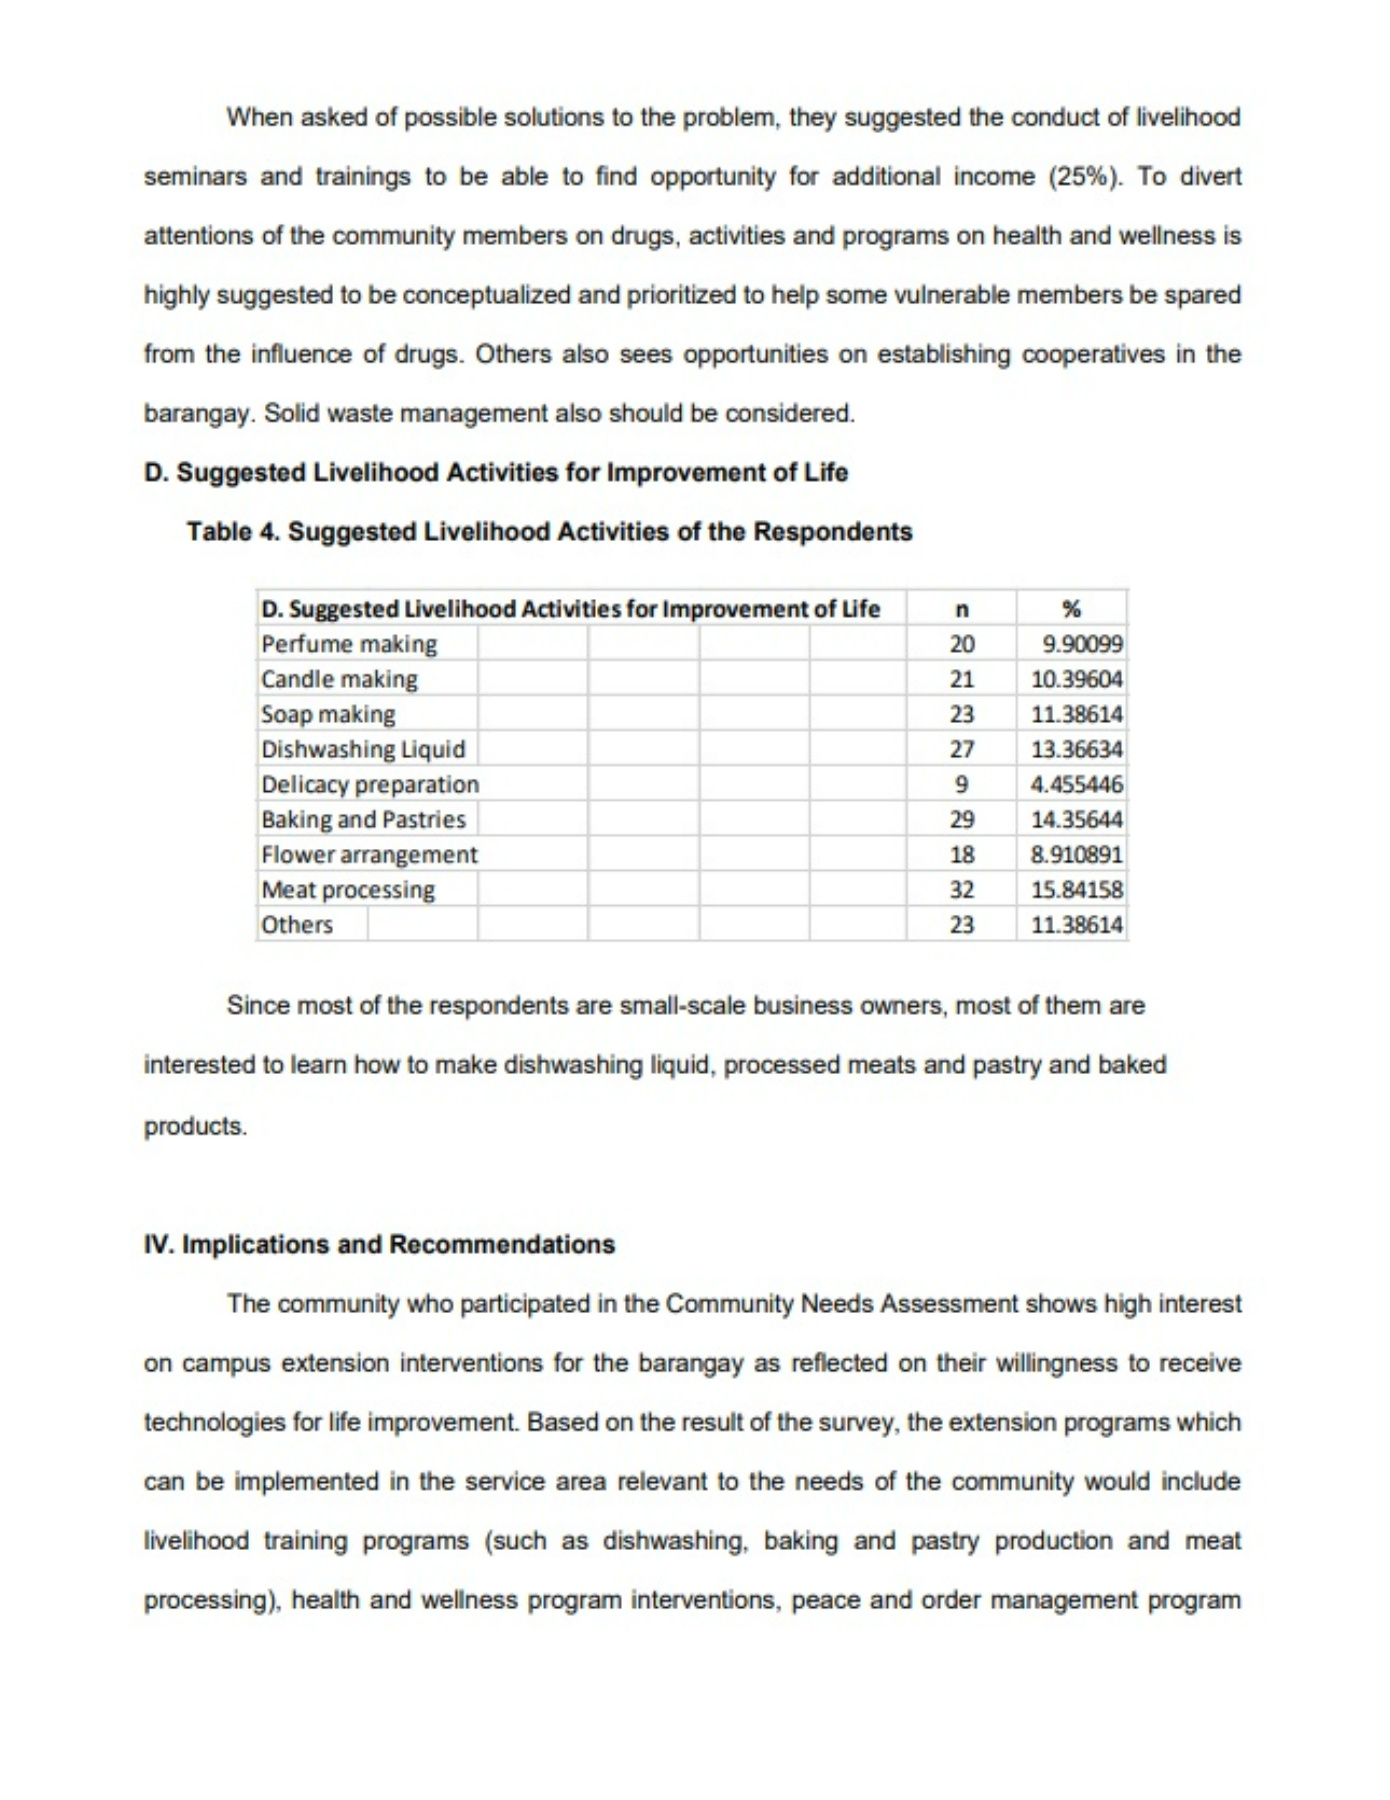 When asked of possible solutions to the problem, they suggested the conduct of livelihood
seminars and trainings to be able to find opportunity for additional income (25%). To divert
attentions of the community members on drugs, activities and programs on health and wellness is
highly suggested to be conceptualized and prioritized to help some vulnerable members be spared
from the influence of drugs. Others also sees opportunities on establishing cooperatives in the
barangay. Solid waste management also should be considered.
D. Suggested Livelihood Activities for Improvement of Life
Table 4. Suggested Livelihood Activities of the Respondents
D. Suggested Livelihood Activities for Improvement of Life n %
Perfume making 20 9.90099
Candle making 21 10.39604
Soap making 23 11.38614
Dishwashing Liquid 27 13.36634
Delicacy preparation 9 4.455446
Baking and Pastries 29 14.35644
Flower arrangement 18 8.910891
Meat processing 32 15.84158
Others 23 11.38614
Since most of the respondents are small-scale business owners, most of them are
interested to learn how to make dishwashing liquid, processed meats and pastry and baked
products.
IV. Implications and Recommendations
The community who participated in the Community Needs Assessment shows high interest
on campus extension interventions for the barangay as reflected on their willingness to receive
technologies for life improvement. Based on the result of the survey, the extension programs which
can be implemented in the service area relevant to the needs of the community would include
livelihood training programs (such as dishwashing, baking and pastry production and meat
processing), health and wellness program interventions, peace and order management program